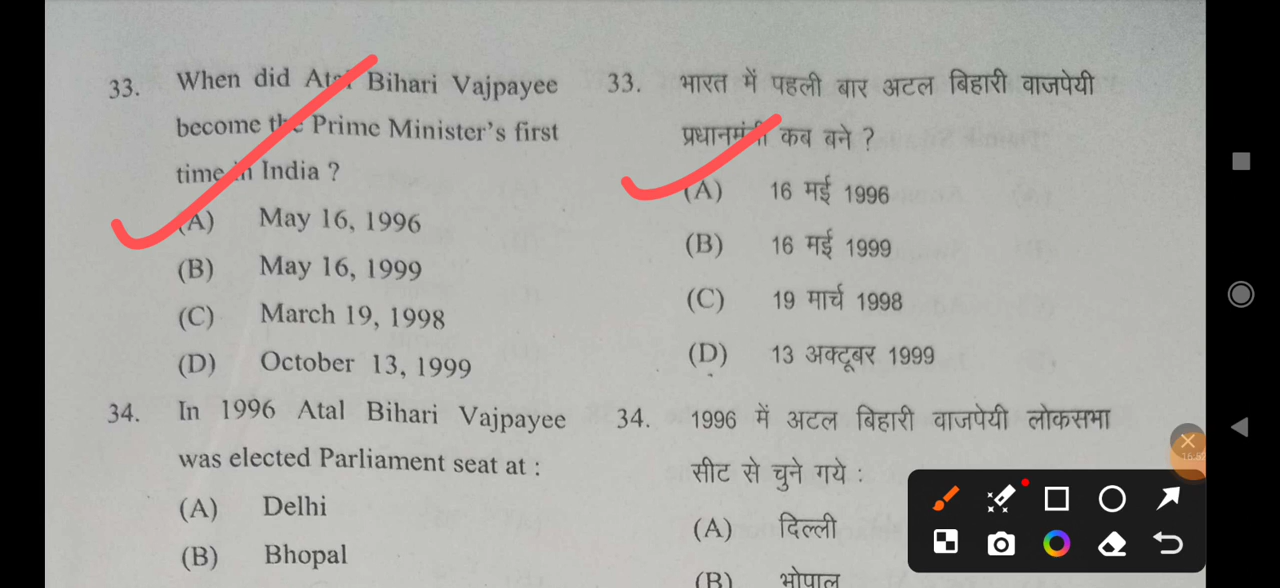 33. When did Atal Bihari Vajpayee
become the Prime Minister's first
time in India ?
(A) May 16, 1996
(B) May 16, 1999
(C) March 19, 1998
(D) October 13, 1999
34. In 1996 Atal Bihari Vajpayee
was elected Parliament seat at :
(A) Delhi
(B) Bhopal
33. भारत में पहली बार अटल बिहारी वाजपेयी
प्रधानमंत्री कब बने ?
(A) 16 मई 1996
(B) 16 मई 1999
(C) 19 मार्च 1998
(D) 13 अक्टूबर 1999
34. 1996 में अटल बिहारी वाजपेयी लोकसभा
सीट से चुने गये :
(A) दिल्ली
(B) भोपाल